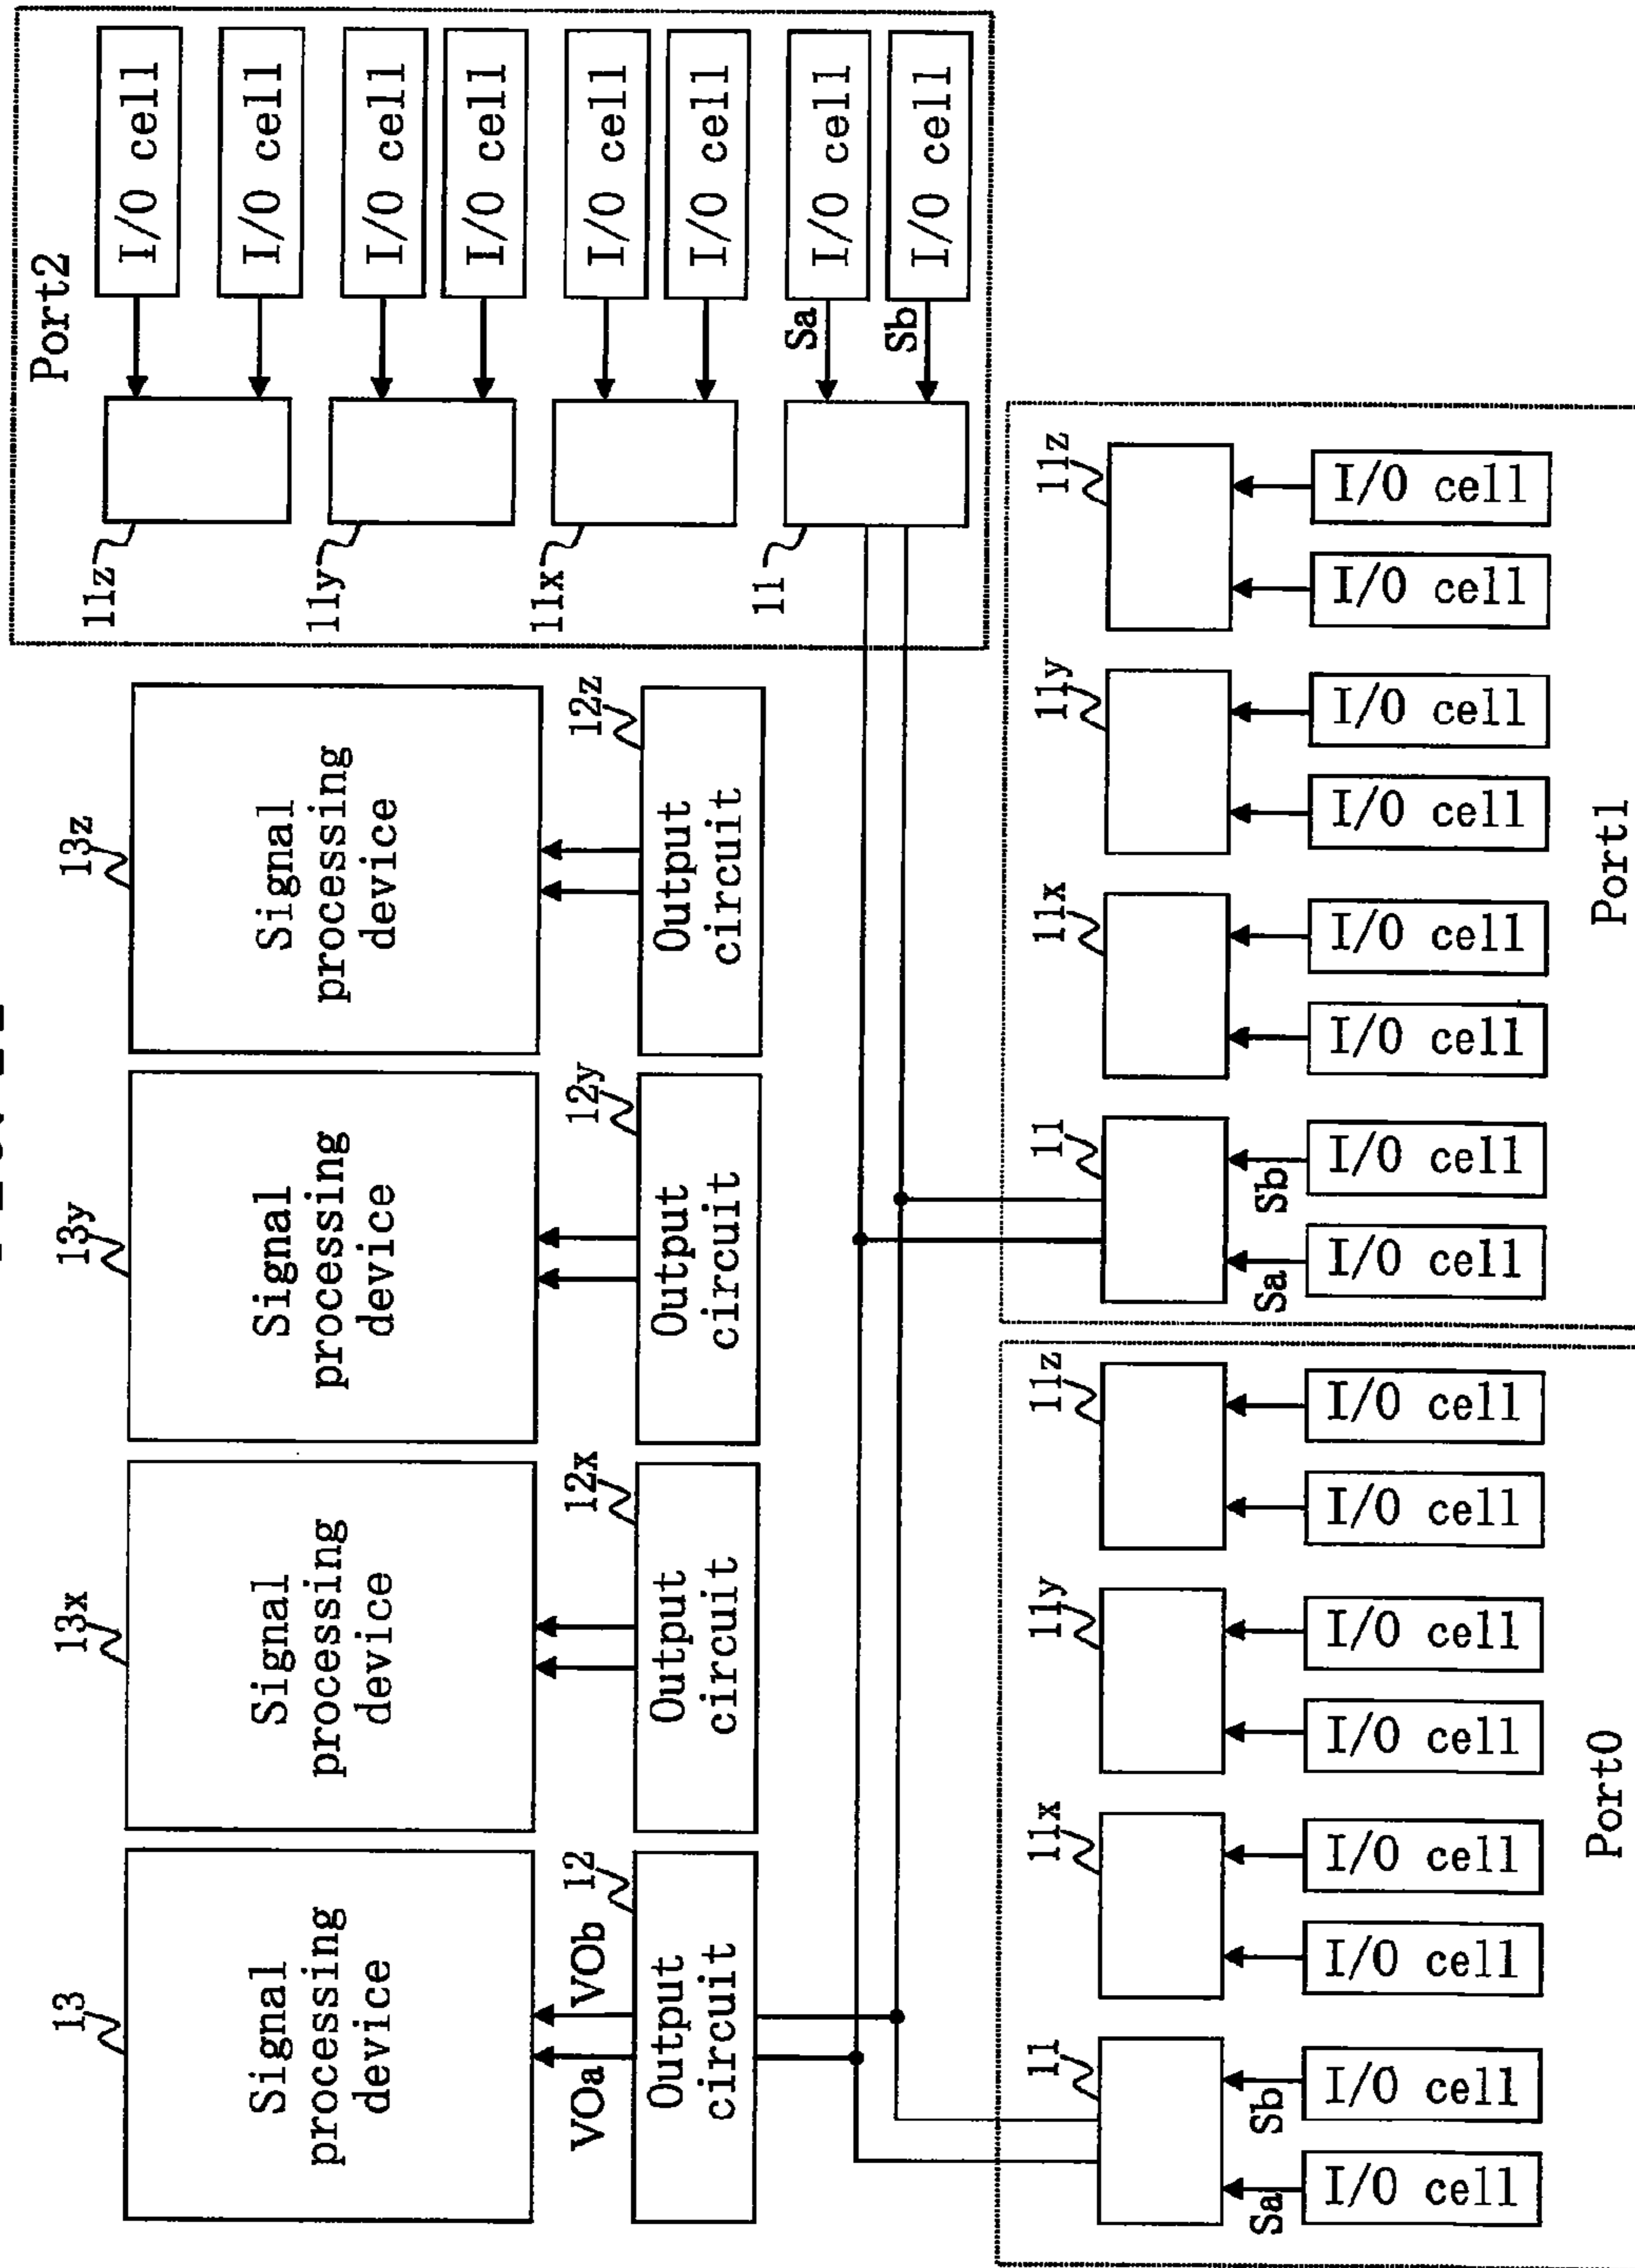 13
Signal
processing
device
VOa
VOb
12
Output
circuit
13x
Signal
processing
device
12x
Output
circuit
13y
Signal
processing
device
12y
Output
circuit
13z
Signal
processing
device
12z
Output
circuit
Port2
11z
I/O cell
I/O cell
11y
I/O cell
I/O cell
11x
I/O cell
I/O cell
11
Sa
I/O cell
Sb
I/O cell
11
Sa
Sb
I/O cell
I/O cell
11x
I/O cell
I/O cell
11y
I/O cell
I/O cell
11z
I/O cell
I/O cell
Port0
11
Sa
Sb
I/O cell
I/O cell
11x
I/O cell
I/O cell
11y
I/O cell
I/O cell
11z
I/O cell
I/O cell
Port1